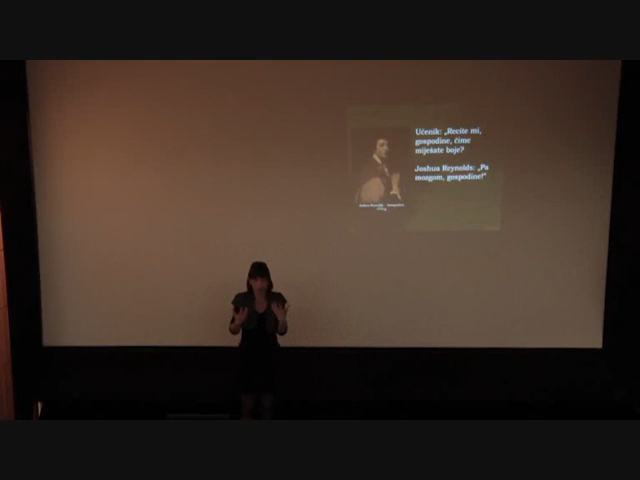 Učenik: „Recite mi,
gospodine, čime
miješate boje?
Joshua Reynolds: „Pa
mozgom, gospodine!"